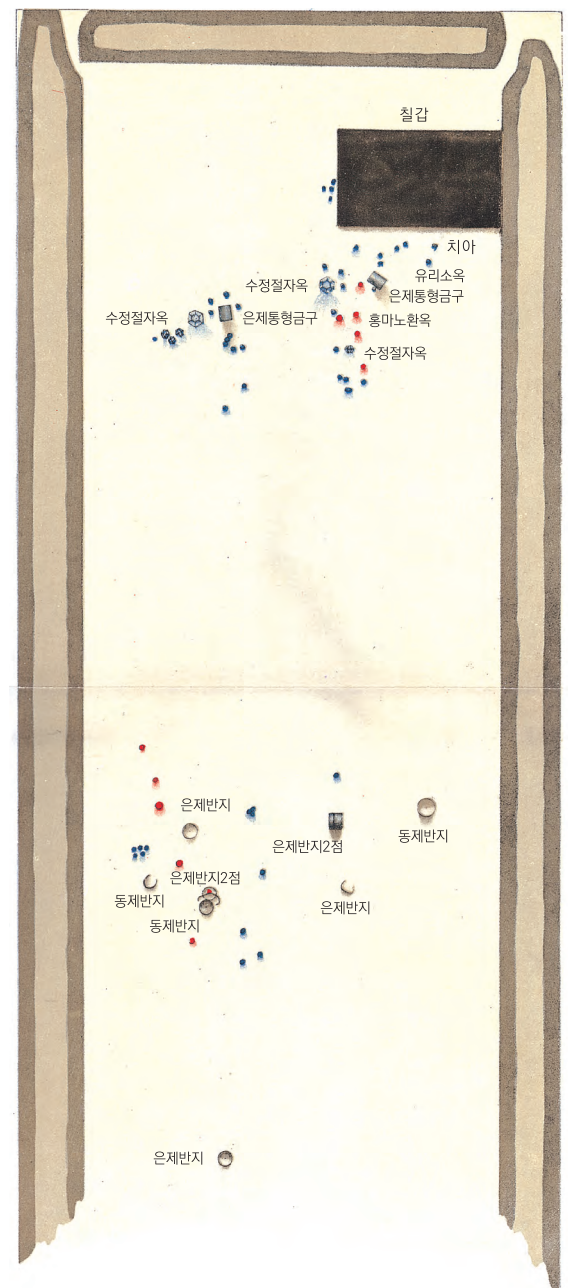 칠갑
치아
유리소옥
수정절자옥
은제통형금구
수정절자옥
은제통형금구
홍마노환옥
수정절자옥
은제반지
동제반지
은제반지2점
은제반지2점
동제반지
은제반지
동제반지
은제반지